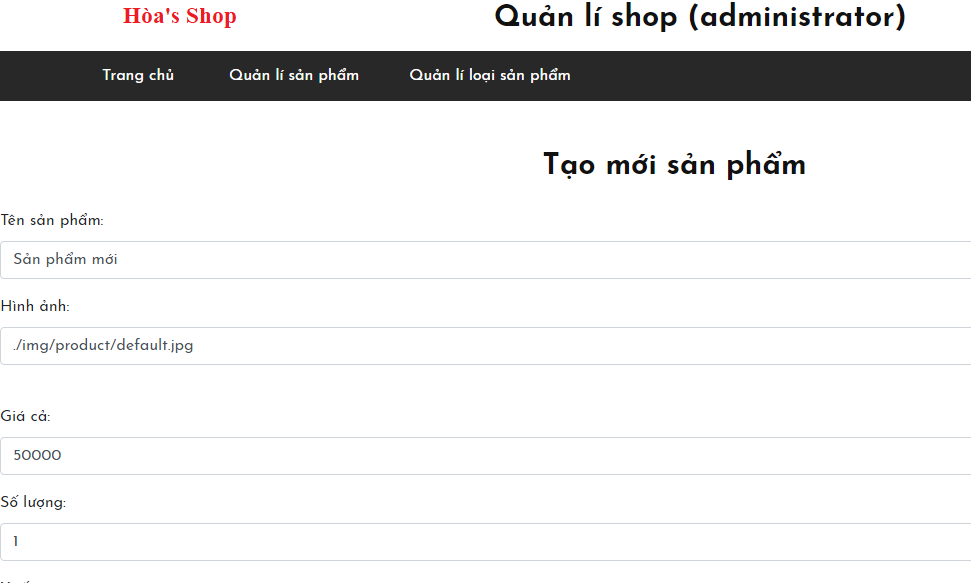 Hòa's Shop
Quản lí shop (administrator)
Trang chủ
Quản lí sản phẩm
Quản lí loại sản phẩm
Tạo mới sản phẩm
Tên sản phẩm:
Sản phẩm mới
Hình ảnh:
./img/product/default.jpg
Giá cả:
50000
Số lượng:
1